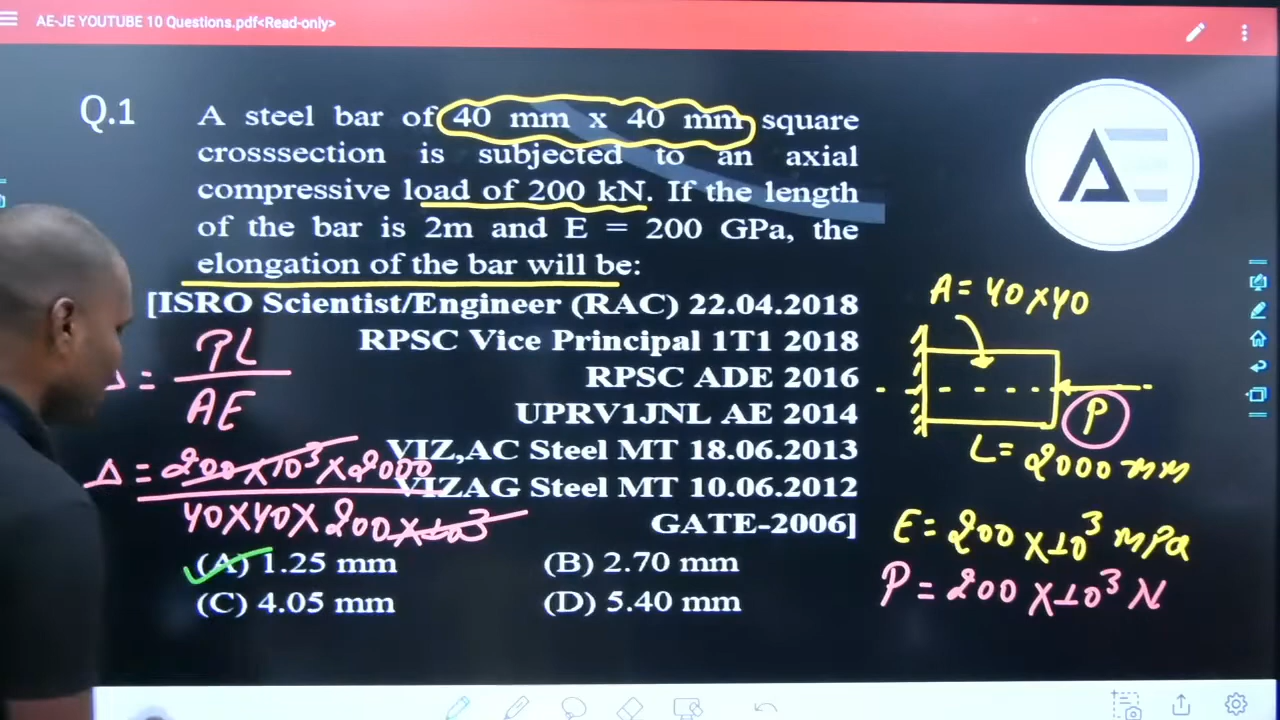 AE-JE YOUTUBE 10 Questions.pdf<Read-only>
Q.1
A steel bar of 40 mm x 40 mm square
crosssection is subjected to an axial
compressive load of 200 kN. If the length
of the bar is 2m and E = 200 GPa, the
elongation of the bar will be:
[ISRO Scientist/Engineer (RAC) 22.04.2018
RPSC Vice Principal 1T1 2018
RPSC ADE 2016
UPRV1JNL AE 2014
VIZ,AC Steel MT 18.06.2013
VIZAG Steel MT 10.06.2012
GATE-2006]
(A) 1.25 mm
(B) 2.70 mm
(C) 4.05 mm
(D) 5.40 mm
Δ = PL
AE
Δ = 200 X 10³ X 2000
40 X 40 X 200 X 10³
AE
A = 40 X 40
P
L = 2000 mm
E = 200 X 10³ MPa
P = 200 X 10³ N